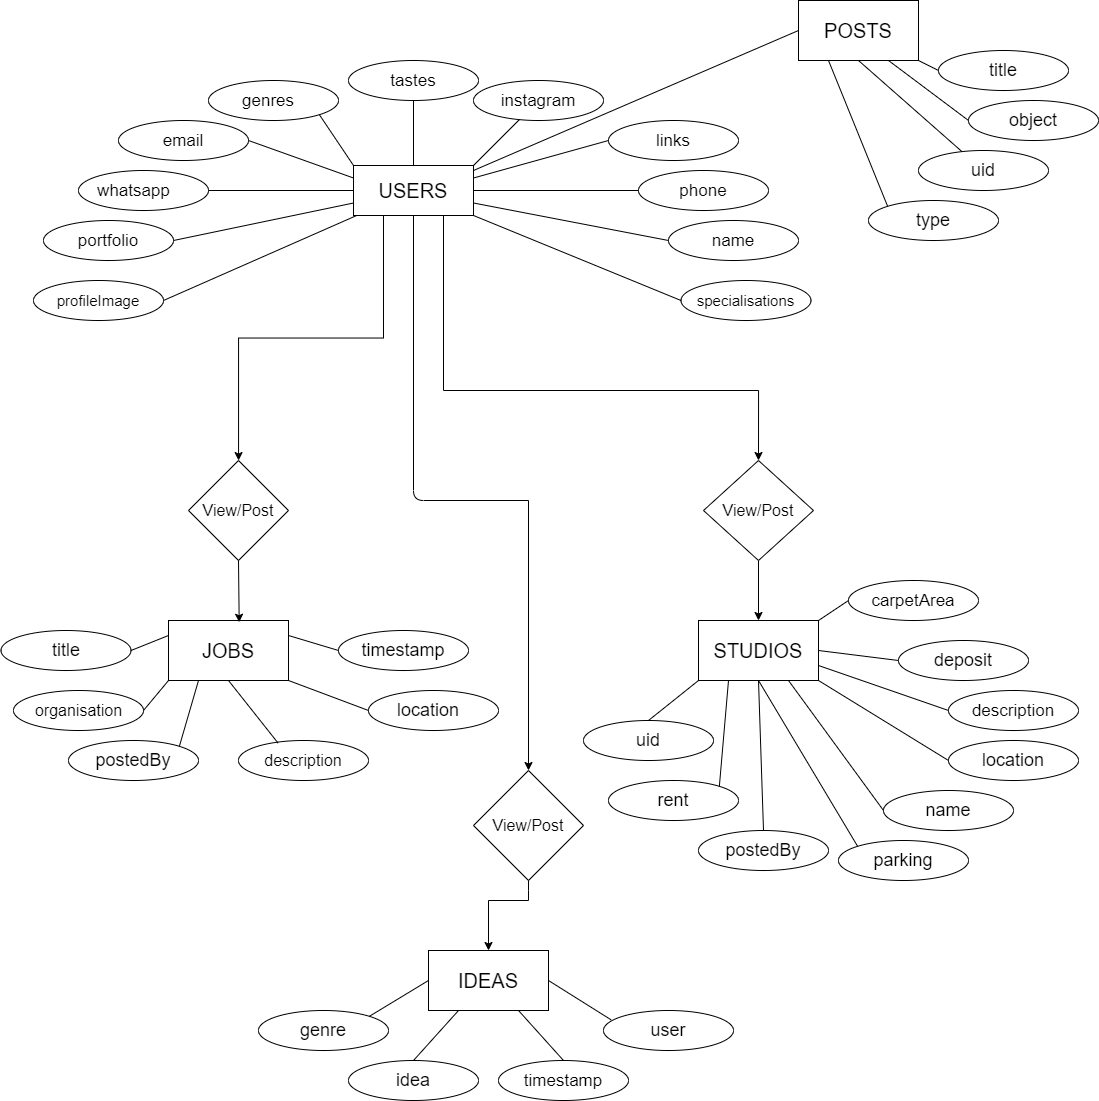 POSTS
title
object
uid
type
tastes
genres
instagram
email
links
whatsapp
USERS
phone
portfolio
name
profileImage
specialisations
View/Post
View/Post
carpetArea
title
JOBS
timestamp
STUDIOS
deposit
organisation
location
description
postedBy
description
uid
location
rent
name
View/Post
postedBy
parking
IDEAS
genre
user
idea
timestamp